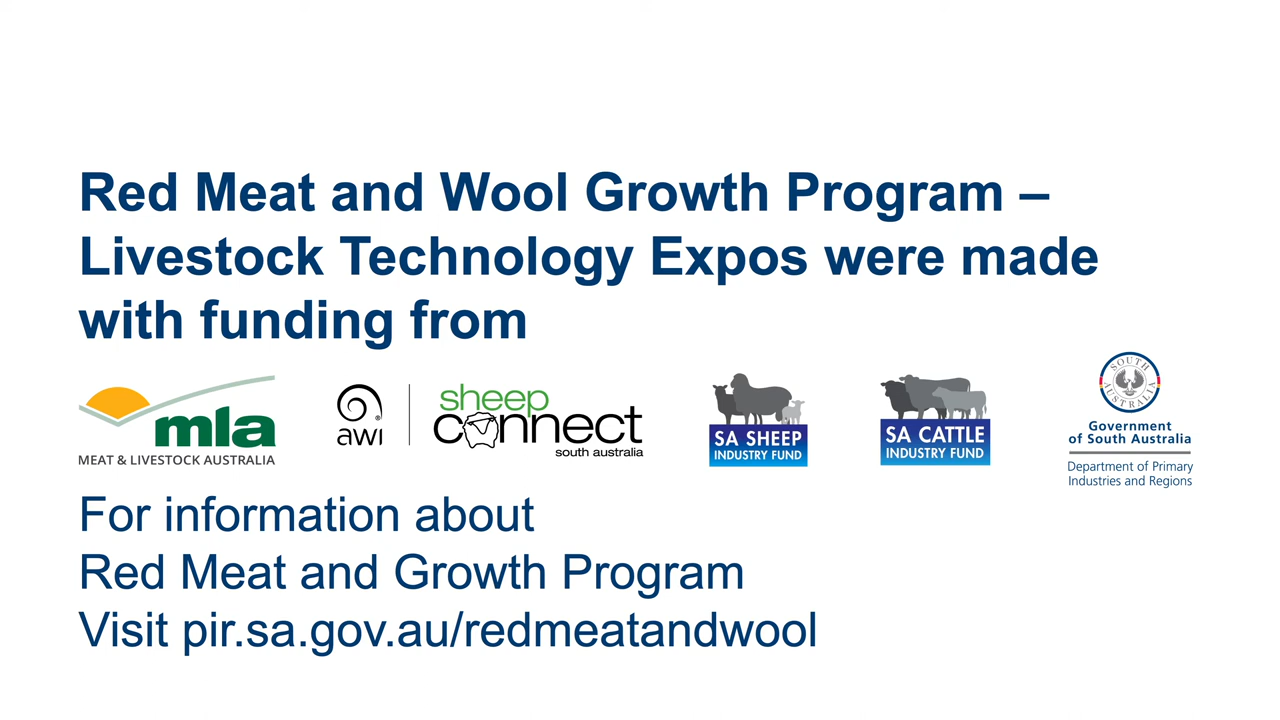 Red Meat and Wool Growth Program –
Livestock Technology Expos were made
with funding from
mla
MEAT & LIVESTOCK AUSTRALIA
awi
®
sheep
connect
south australia
SA SHEEP
INDUSTRY FUND
SA CATTLE
INDUSTRY FUND
SOUTH AUSTRALIA
Government
of South Australia
Department of Primary
Industries and Regions
For information about
Red Meat and Growth Program
Visit pir.sa.gov.au/redmeatandwool